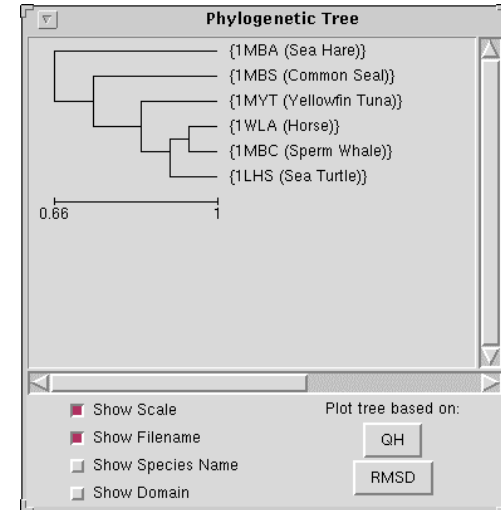 Phylogenetic Tree
{1MBA (Sea Hare)}
{1MBS (Common Seal)}
{1MYT (Yellowfin Tuna)}
{1WLA (Horse)}
{1MBC (Sperm Whale)}
{1LHS (Sea Turtle)}
0.66 1
Show Scale
Show Filename
Show Species Name
Show Domain
Plot tree based on:
QH
RMSD